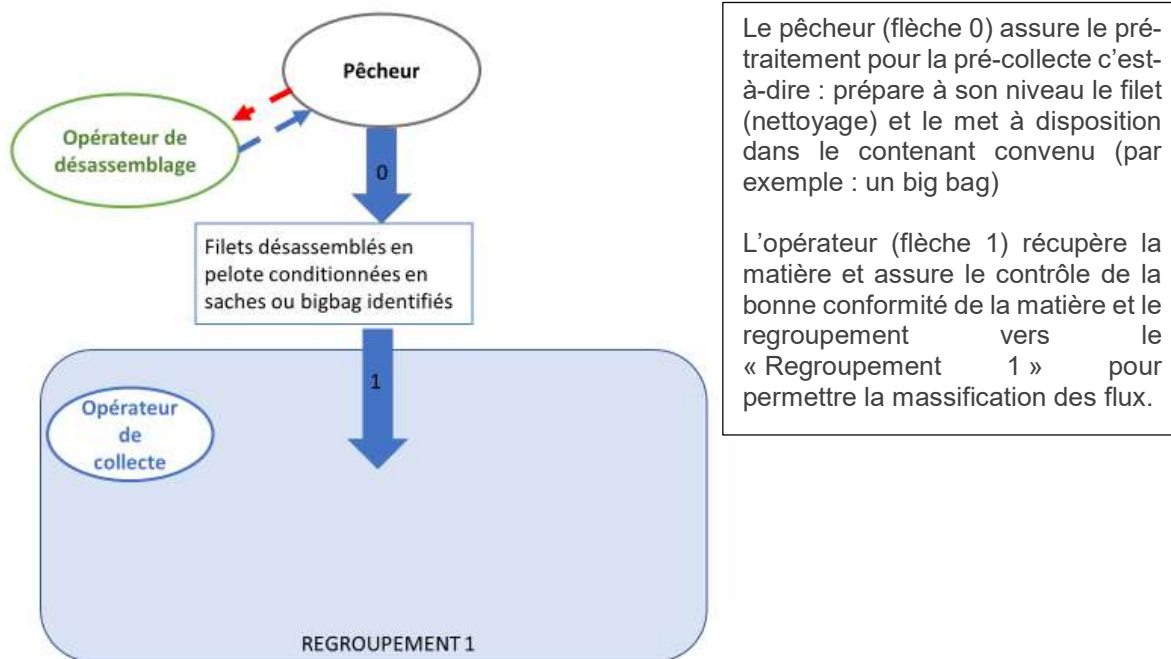 Pêcheur
Opérateur de
désassemblage
0
Filets désassemblés en
pelote conditionnées en
saches ou bigbag identifiés
1
Opérateur
de
collecte
REGROUPEMENT 1
Le pêcheur (flèche 0) assure le pré-
traitement pour la pré-collecte c’est-
à-dire : prépare à son niveau le filet
(nettoyage) et le met à disposition
dans le contenant convenu (par
exemple : un big bag)
L’opérateur (flèche 1) récupère la
matière et assure le contrôle de la
bonne conformité de la matière et le
regroupement vers le
« Regroupement 1 » pour
permettre la massification des flux.